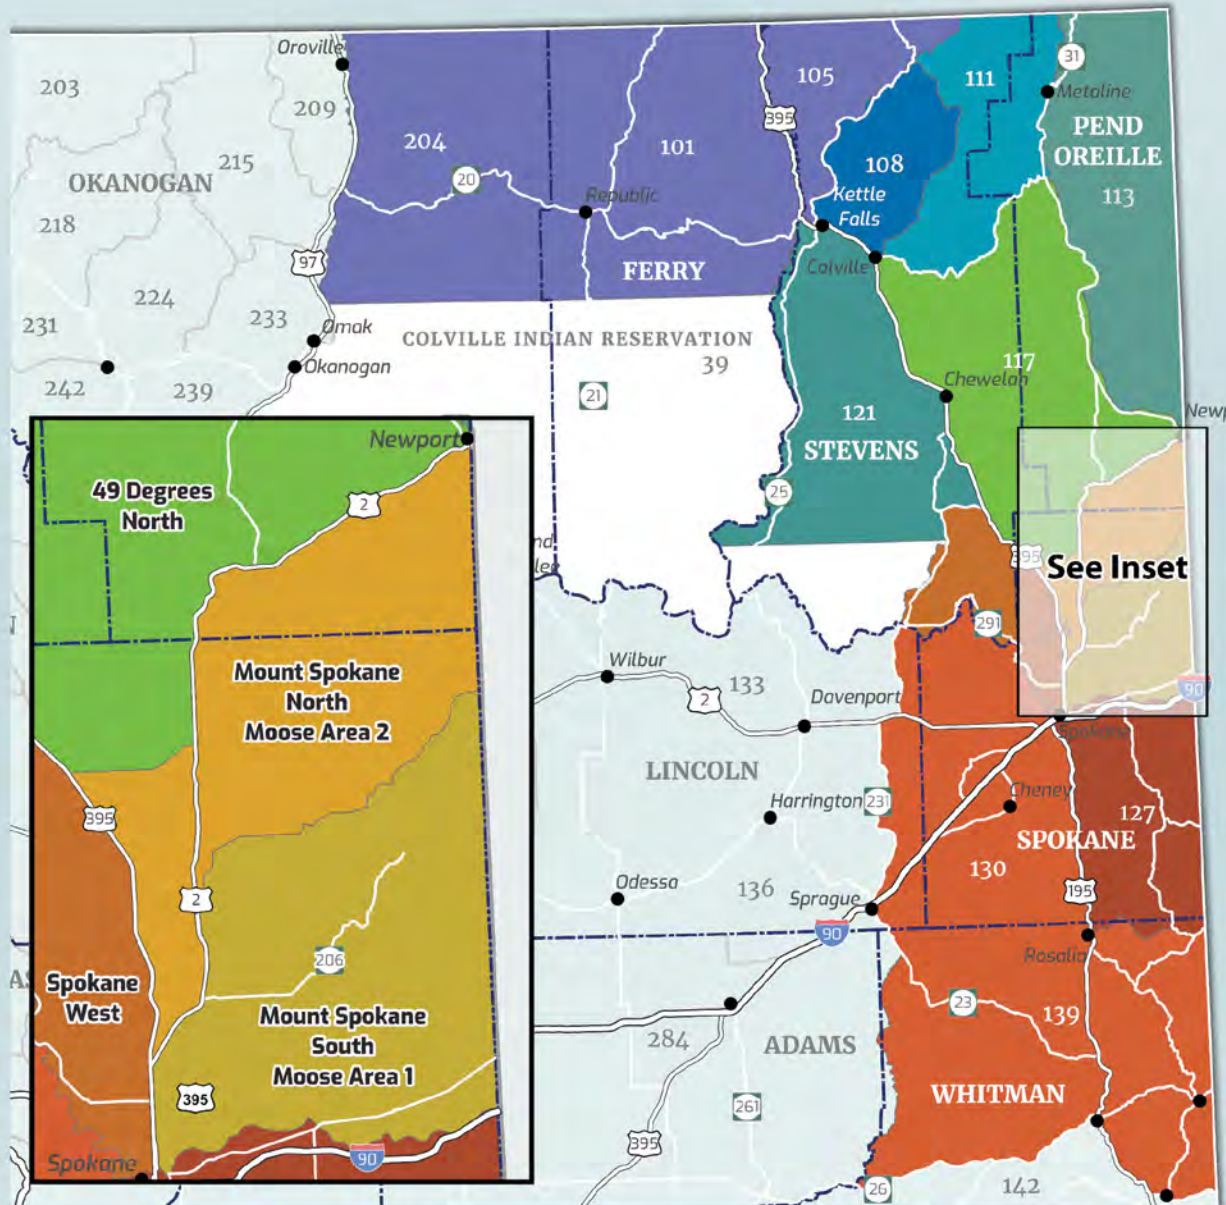 Oroville
203
209
215
OKANOGAN
218
97
224
231
233
Omak
Okanogan
242
239
204
20
101
395
105
111
31
Metaline
PEND
OREILLE
113
108
Kettle
Falls
Republic
FERRY
Colville
COLVILLE INDIAN RESERVATION
39
21
117
Chewelah
121
STEVENS
25
395
See Inset
291
90
Newport
49 Degrees
North
2
Mount Spokane
North
Moose Area 2
395
2
206
Spokane
West
Mount Spokane
South
Moose Area 1
395
90
Spokane
Wilbur
133
2
Davenport
Spokane
LINCOLN
Harrington
231
Cheney
127
SPOKANE
130
Odessa
136
Sprague
195
90
Rosalia
23
139
284
ADAMS
WHITMAN
261
395
26
142